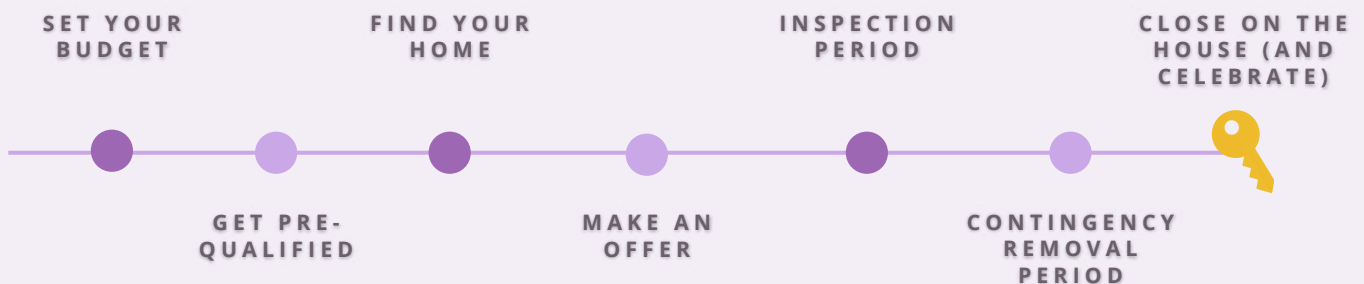 SET YOUR
BUDGET
GET PRE-
QUALIFIED
FIND YOUR
HOME
MAKE AN
OFFER
INSPECTION
PERIOD
CONTINGENCY
REMOVAL
PERIOD
CLOSE ON THE
HOUSE (AND
CELEBRATE)